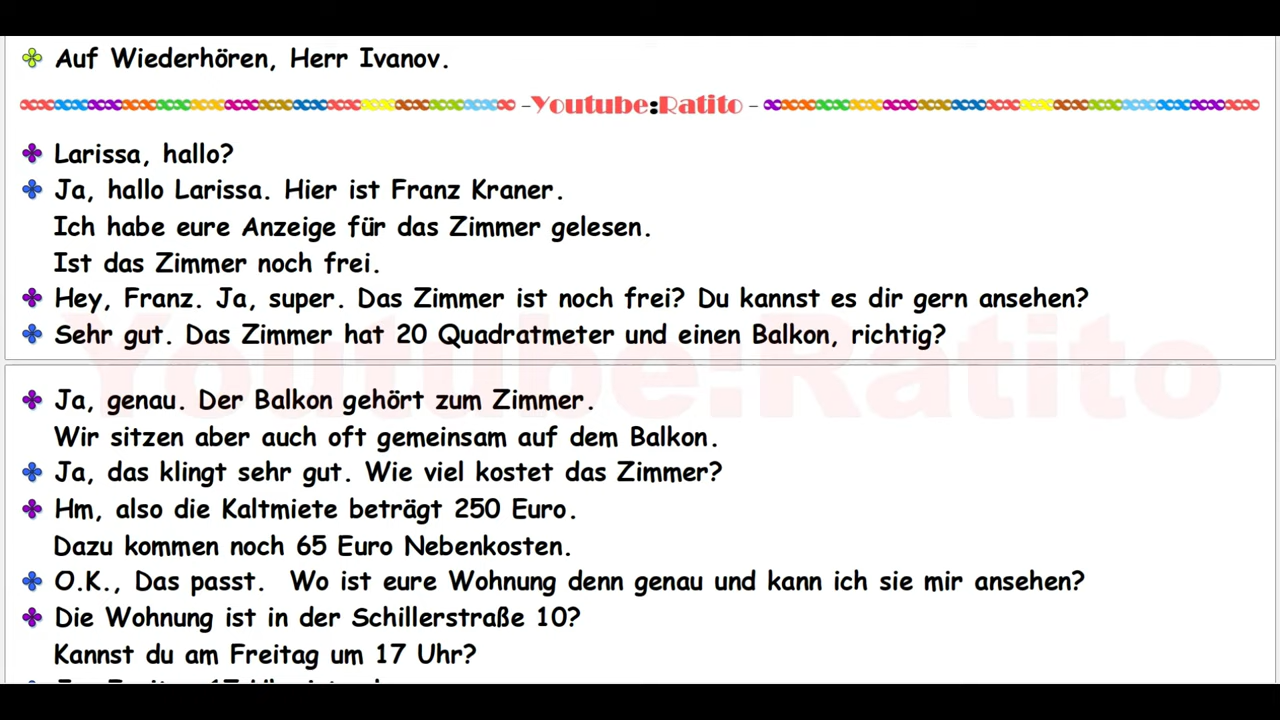 Auf Wiederhören, Herr Ivanov.
-Youtube:Ratito -
Larissa, hallo?
Ja, hallo Larissa. Hier ist Franz Kraner.
Ich habe eure Anzeige für das Zimmer gelesen.
Ist das Zimmer noch frei.
Hey, Franz. Ja, super. Das Zimmer ist noch frei? Du kannst es dir gern ansehen?
Sehr gut. Das Zimmer hat 20 Quadratmeter und einen Balkon, richtig?
Youtube:Ratito
Ja, genau. Der Balkon gehört zum Zimmer.
Wir sitzen aber auch oft gemeinsam auf dem Balkon.
Ja, das klingt sehr gut. Wie viel kostet das Zimmer?
Hm, also die Kaltmiete beträgt 250 Euro.
Dazu kommen noch 65 Euro Nebenkosten.
O.K., Das passt. Wo ist eure Wohnung denn genau und kann ich sie mir ansehen?
Die Wohnung ist in der Schillerstraße 10?
Kannst du am Freitag um 17 Uhr?